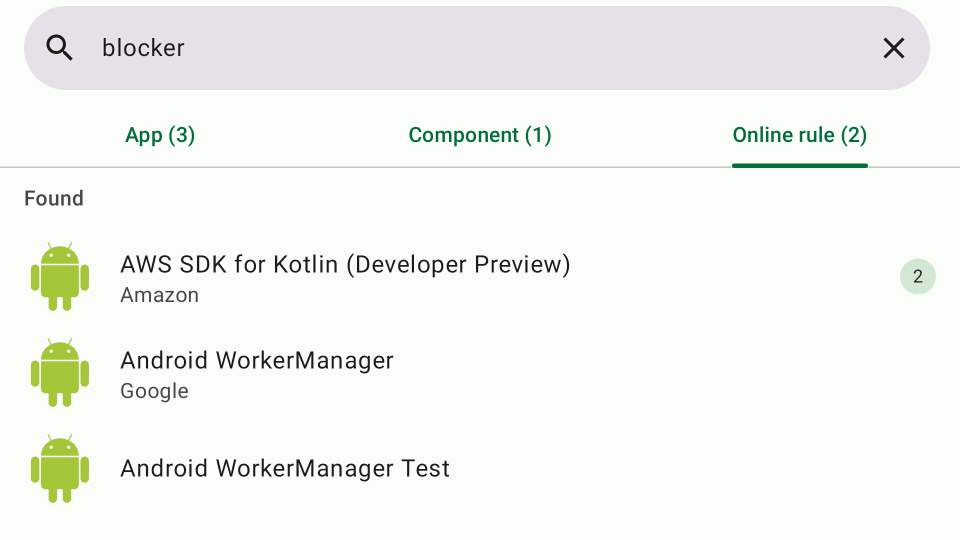 blocker
App (3)
Component (1)
Online rule (2)
Found
AWS SDK for Kotlin (Developer Preview)
Amazon
2
Android WorkerManager
Google
Android WorkerManager Test